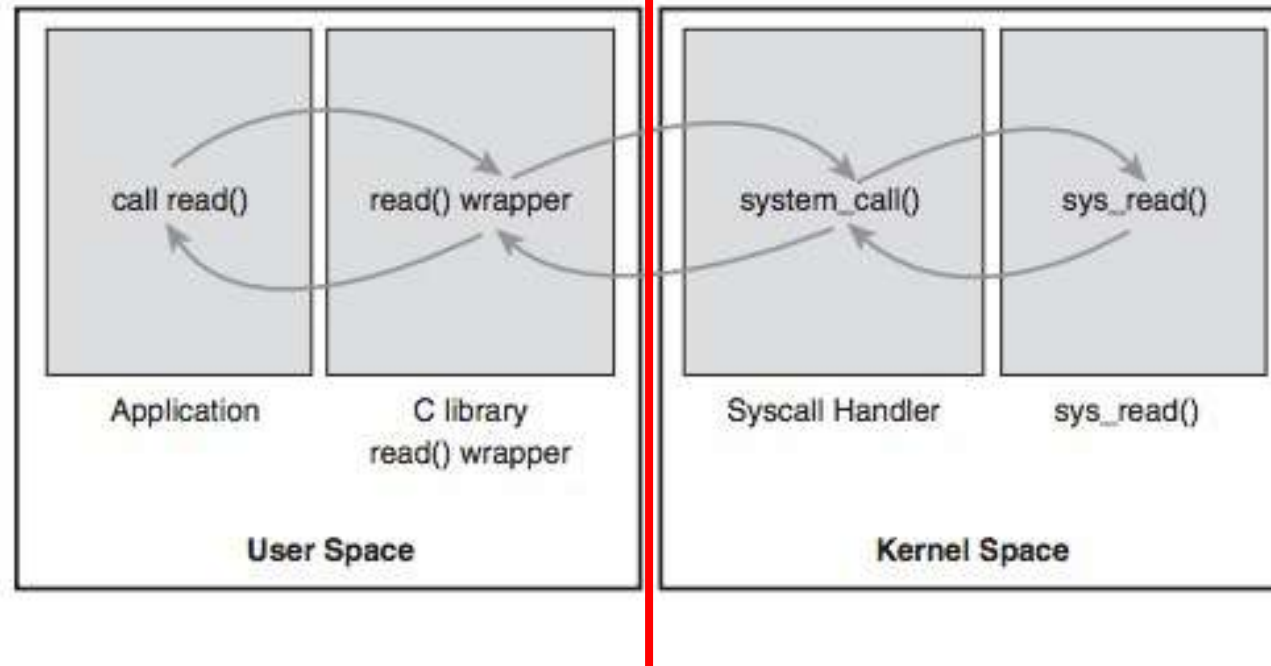 call read()
read() wrapper
system_call()
sys_read()
Application
C library
read() wrapper
Syscall Handler
sys_read()
User Space
Kernel Space